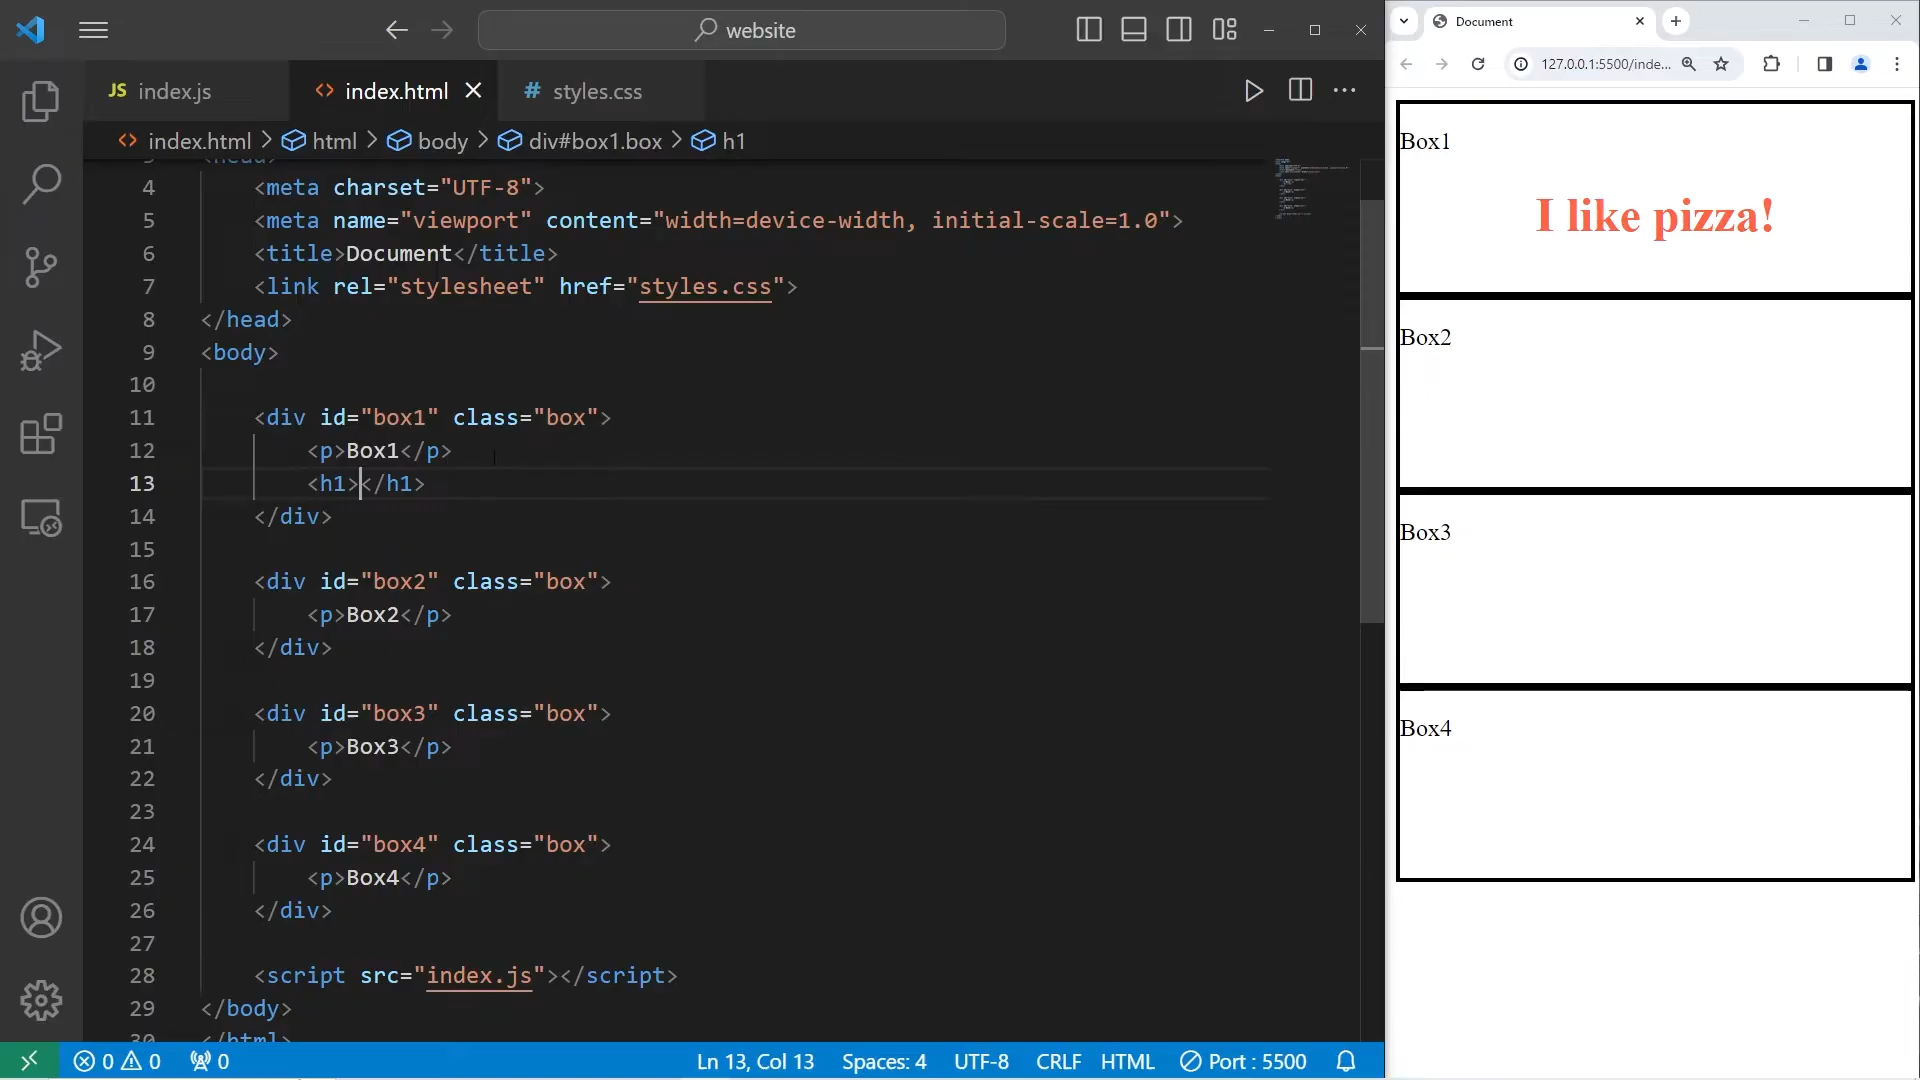 website
JS index.js
<> index.html
# styles.css
<> index.html > html > body > div#box1.box > h1
4 <meta charset="UTF-8">
5 <meta name="viewport" content="width=device-width, initial-scale=1.0">
6 <title>Document</title>
7 <link rel="stylesheet" href="styles.css">
8 </head>
9 <body>
10
11 <div id="box1" class="box">
12 <p>Box1</p>
13 <h1></h1>
14 </div>
15
16 <div id="box2" class="box">
17 <p>Box2</p>
18 </div>
19
20 <div id="box3" class="box">
21 <p>Box3</p>
22 </div>
23
24 <div id="box4" class="box">
25 <p>Box4</p>
26 </div>
27
28 <script src="index.js"></script>
29 </body>
30 </html>
0 0 0 Ln 13, Col 13 Spaces: 4 UTF-8 CRLF HTML Port : 5500
Document
127.0.0.1:5500/inde...
Box1
I like pizza!
Box2
Box3
Box4